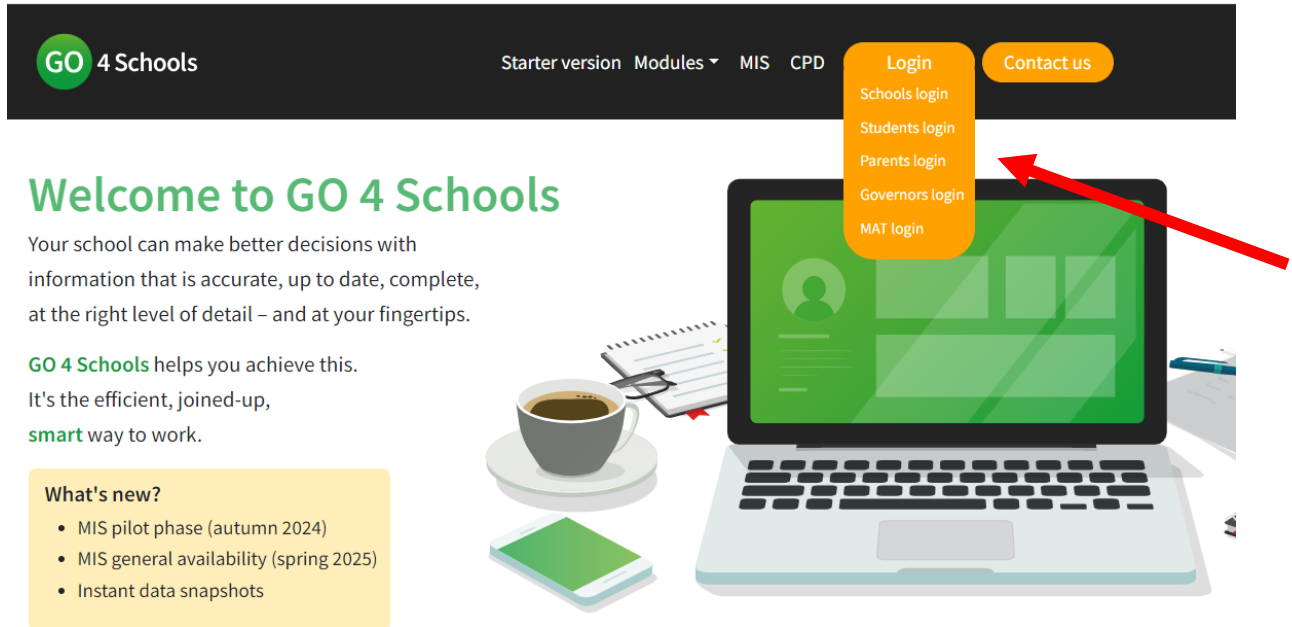 GO 4 Schools
Starter version Modules MIS CPD Login Contact us
Schools login
Students login
Parents login
Governors login
MAT login
Welcome to GO 4 Schools
Your school can make better decisions with
information that is accurate, up to date, complete,
at the right level of detail – and at your fingertips.
GO 4 Schools helps you achieve this.
It's the efficient, joined-up,
smart way to work.
What's new?
• MIS pilot phase (autumn 2024)
• MIS general availability (spring 2025)
• Instant data snapshots